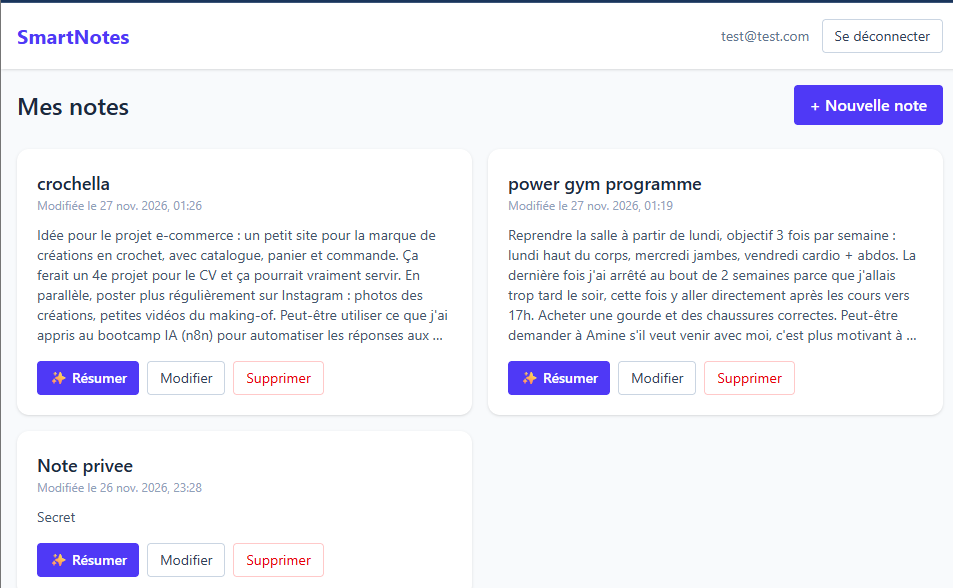 SmartNotes
test@test.com
Se déconnecter
Mes notes
+ Nouvelle note
crochella
Modifiée le 27 nov. 2026, 01:26
Idée pour le projet e-commerce : un petit site pour la marque de
créations en crochet, avec catalogue, panier et commande. Ça
ferait un 4e projet pour le CV et ça pourrait vraiment servir. En
parallèle, poster plus régulièrement sur Instagram : photos des
créations, petites vidéos du making-of. Peut-être utiliser ce que j'ai
appris au bootcamp IA (n8n) pour automatiser les réponses aux ...
✨ Résumer
Modifier
Supprimer
power gym programme
Modifiée le 27 nov. 2026, 01:19
Reprendre la salle à partir de lundi, objectif 3 fois par semaine :
lundi haut du corps, mercredi jambes, vendredi cardio + abdos. La
dernière fois j'ai arrêté au bout de 2 semaines parce que j'allais
trop tard le soir, cette fois y aller directement après les cours vers
17h. Acheter une gourde et des chaussures correctes. Peut-être
demander à Amine s'il veut venir avec moi, c'est plus motivant à ...
✨ Résumer
Modifier
Supprimer
Note privee
Modifiée le 26 nov. 2026, 23:28
Secret
✨ Résumer
Modifier
Supprimer